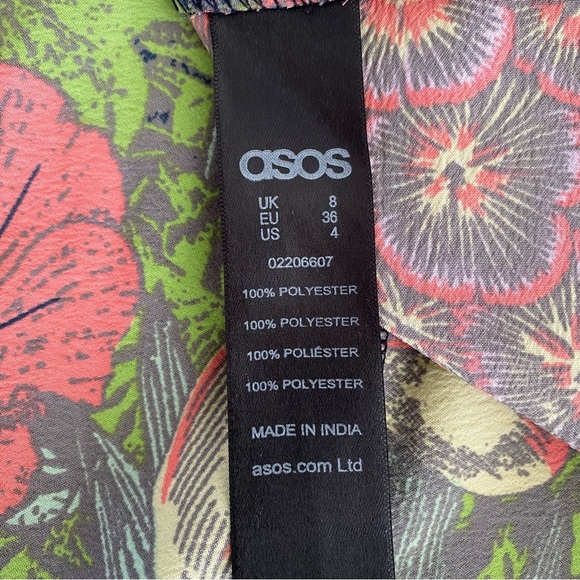 asos
UK 8
EU 36
US 4
02206607
100% POLYESTER
100% POLYESTER
100% POLIÉSTER
100% POLYESTER
MADE IN INDIA
asos.com Ltd